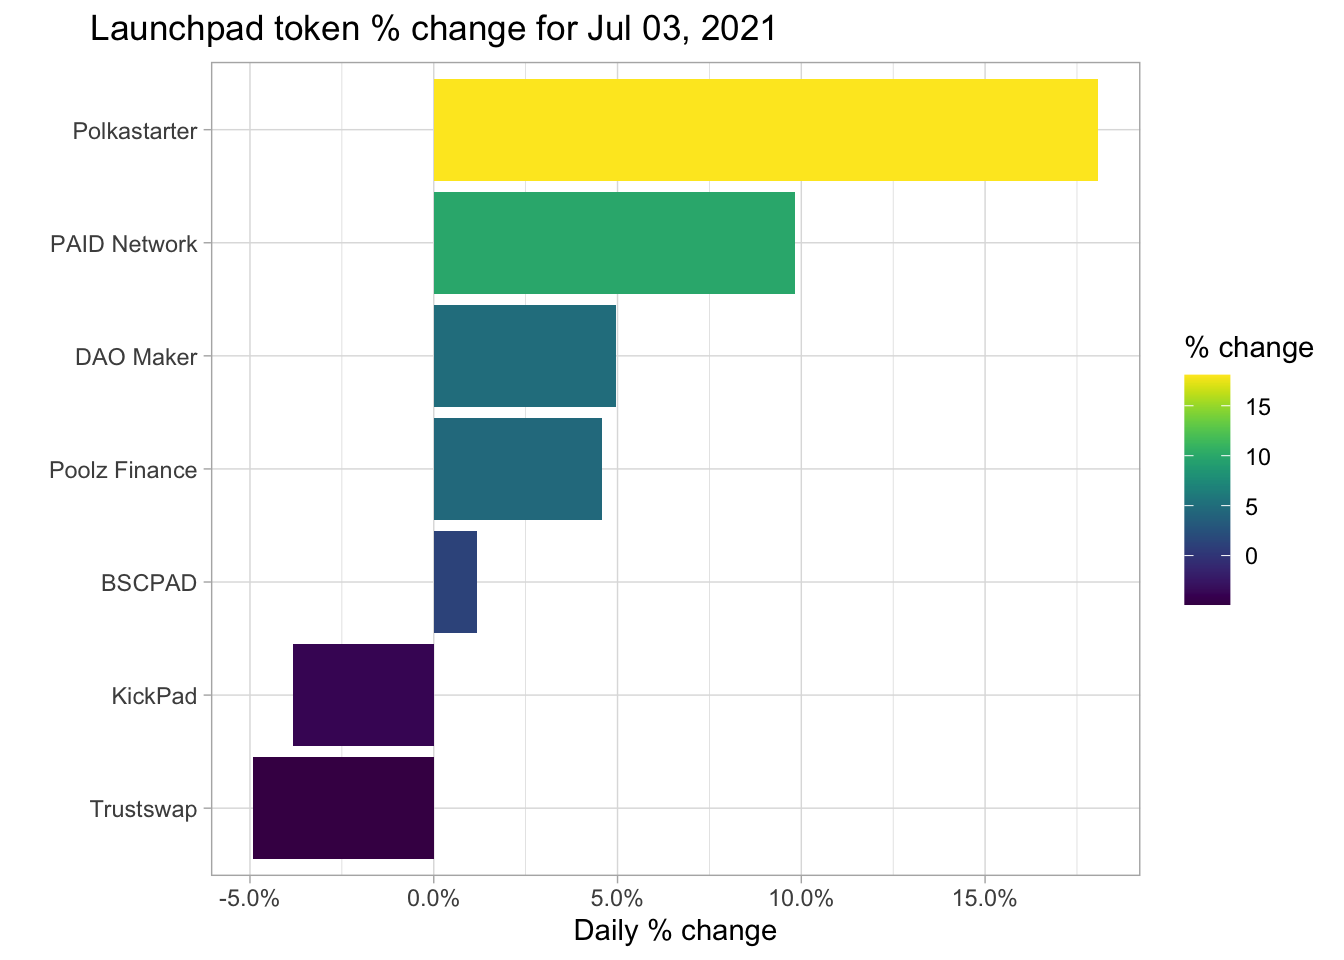 Launchpad token % change for Jul 03, 2021
Polkastarter
PAID Network
DAO Maker
Poolz Finance
BSCPAD
KickPad
Trustswap
-5.0%
0.0%
5.0%
10.0%
15.0%
Daily % change
% change
15
10
5
0